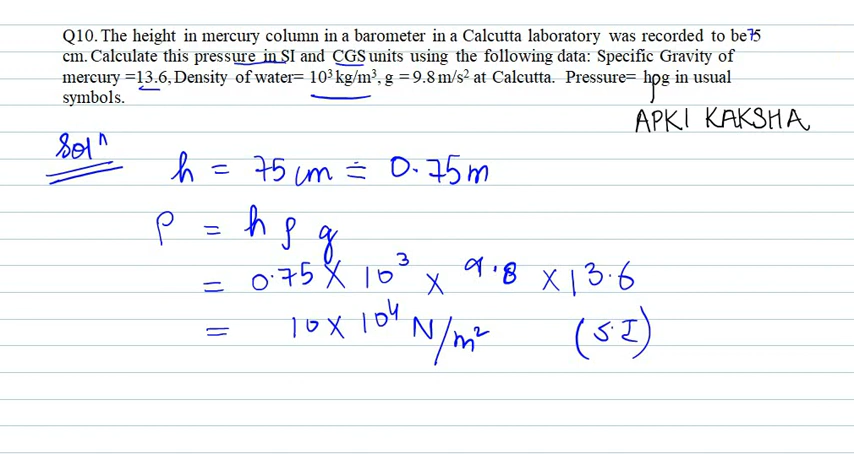 Q10. The height in mercury column in a barometer in a Calcutta laboratory was recorded to be 75
cm. Calculate this pressure in SI and CGS units using the following data: Specific Gravity of
mercury =13.6, Density of water= 10³ kg/m³, g = 9.8 m/s² at Calcutta. Pressure= hρg in usual
symbols.
APKI KAKSHA
Solⁿ
h = 75 cm = 0.75 m
P = h ρ g
= 0.75 × 10³ × 9.8 × 13.6
= 10 × 10⁴ N/m² (S.I)